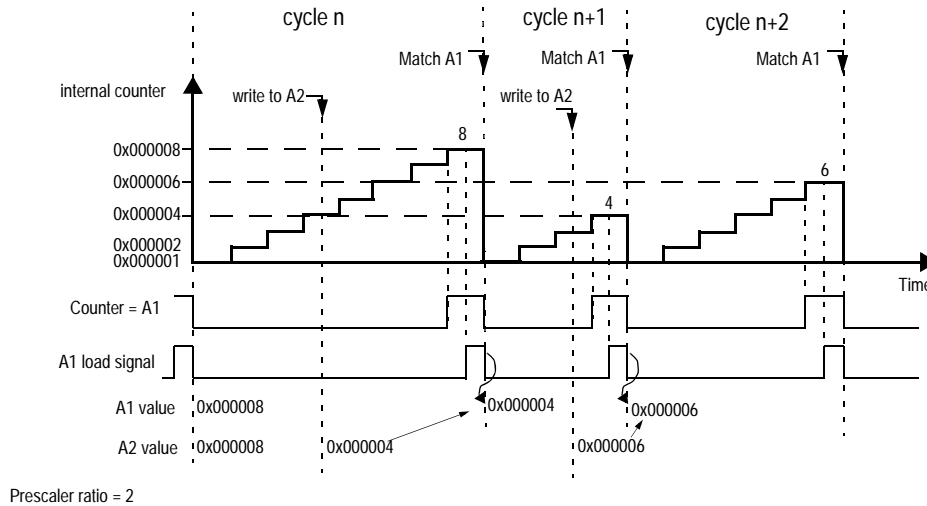 cycle n cycle n+1 cycle n+2
Match A1 Match A1 Match A1
internal counter
write to A2 write to A2
8
0x000008
0x000006
6
0x000004
4
0x000002
0x000001
Time
Counter = A1
A1 load signal
A1 value 0x000008 0x000004 0x000006
A2 value 0x000008 0x000004 0x000006
Prescaler ratio = 2